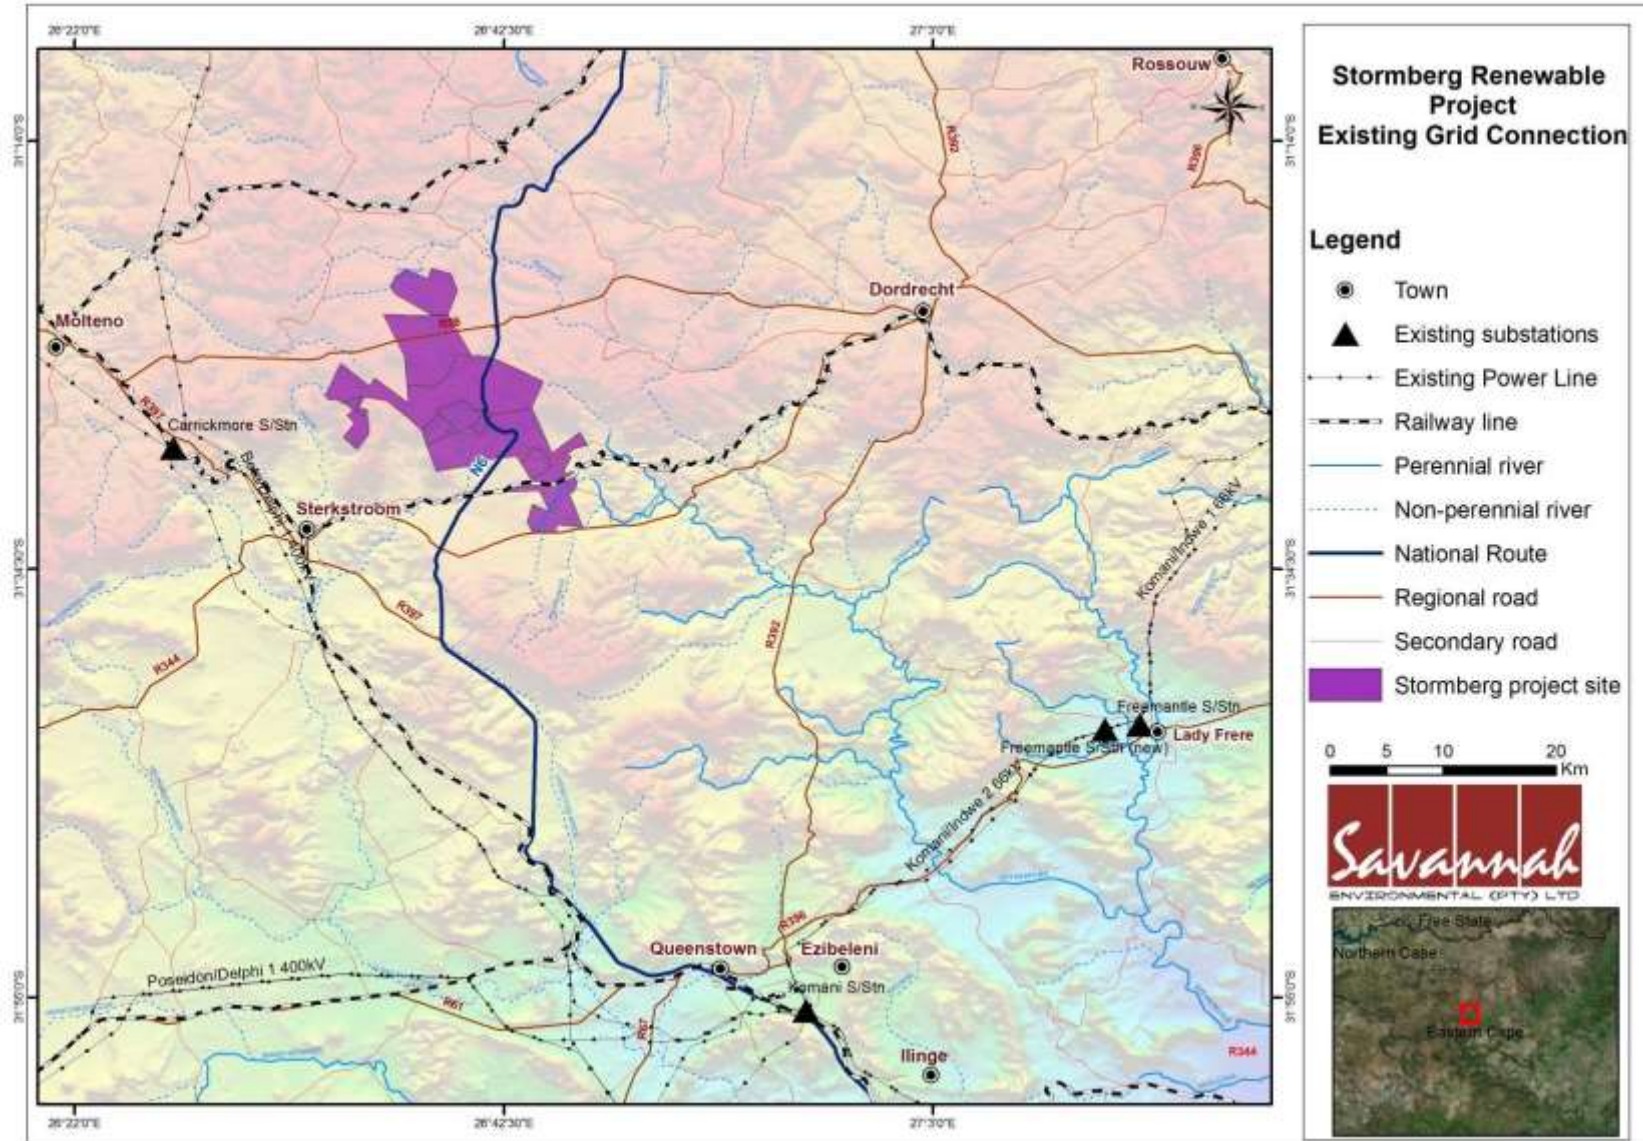 26°22'0"E
26°42'30"E
27°3'0"E
31°14'0"S
31°14'0"S
Rossouw
R392
R396
Dordrecht
Molteno
R56
R397
Carrickmore S/Stn
N6
Sterkstroom
Komani/Indwe 1 66kV
31°34'30"S
31°34'30"S
R397
R392
R344
Freemantle S/Stn
Lady Frere
Freemantle S/Stn (new)
Komani/Indwe 2 66kV
R396
Queenstown
Ezibeleni
Poseidon/Delphi 1 400kV
Komani S/Stn
31°55'0"S
31°55'0"S
R61
R67
Ilinge
R344
26°22'0"E
26°42'30"E
27°3'0"E
Stormberg Renewable
Project
Existing Grid Connection
Legend
Town
Existing substations
Existing Power Line
Railway line
Perennial river
Non-perennial river
National Route
Regional road
Secondary road
Stormberg project site
0 5 10 20
Km
Savannah
ENVIRONMENTAL (PTY) LTD
Free State
Northern Cape
Eastern Cape